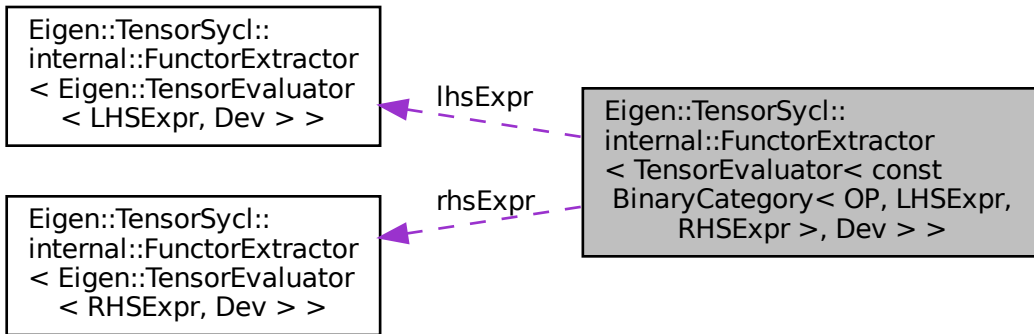 Eigen::TensorSycl::
internal::FunctorExtractor
< Eigen::TensorEvaluator
< LHSExpr, Dev > >
lhsExpr
Eigen::TensorSycl::
internal::FunctorExtractor
< TensorEvaluator< const
BinaryCategory< OP, LHSExpr,
RHSExpr >, Dev > >
rhsExpr
Eigen::TensorSycl::
internal::FunctorExtractor
< Eigen::TensorEvaluator
< RHSExpr, Dev > >